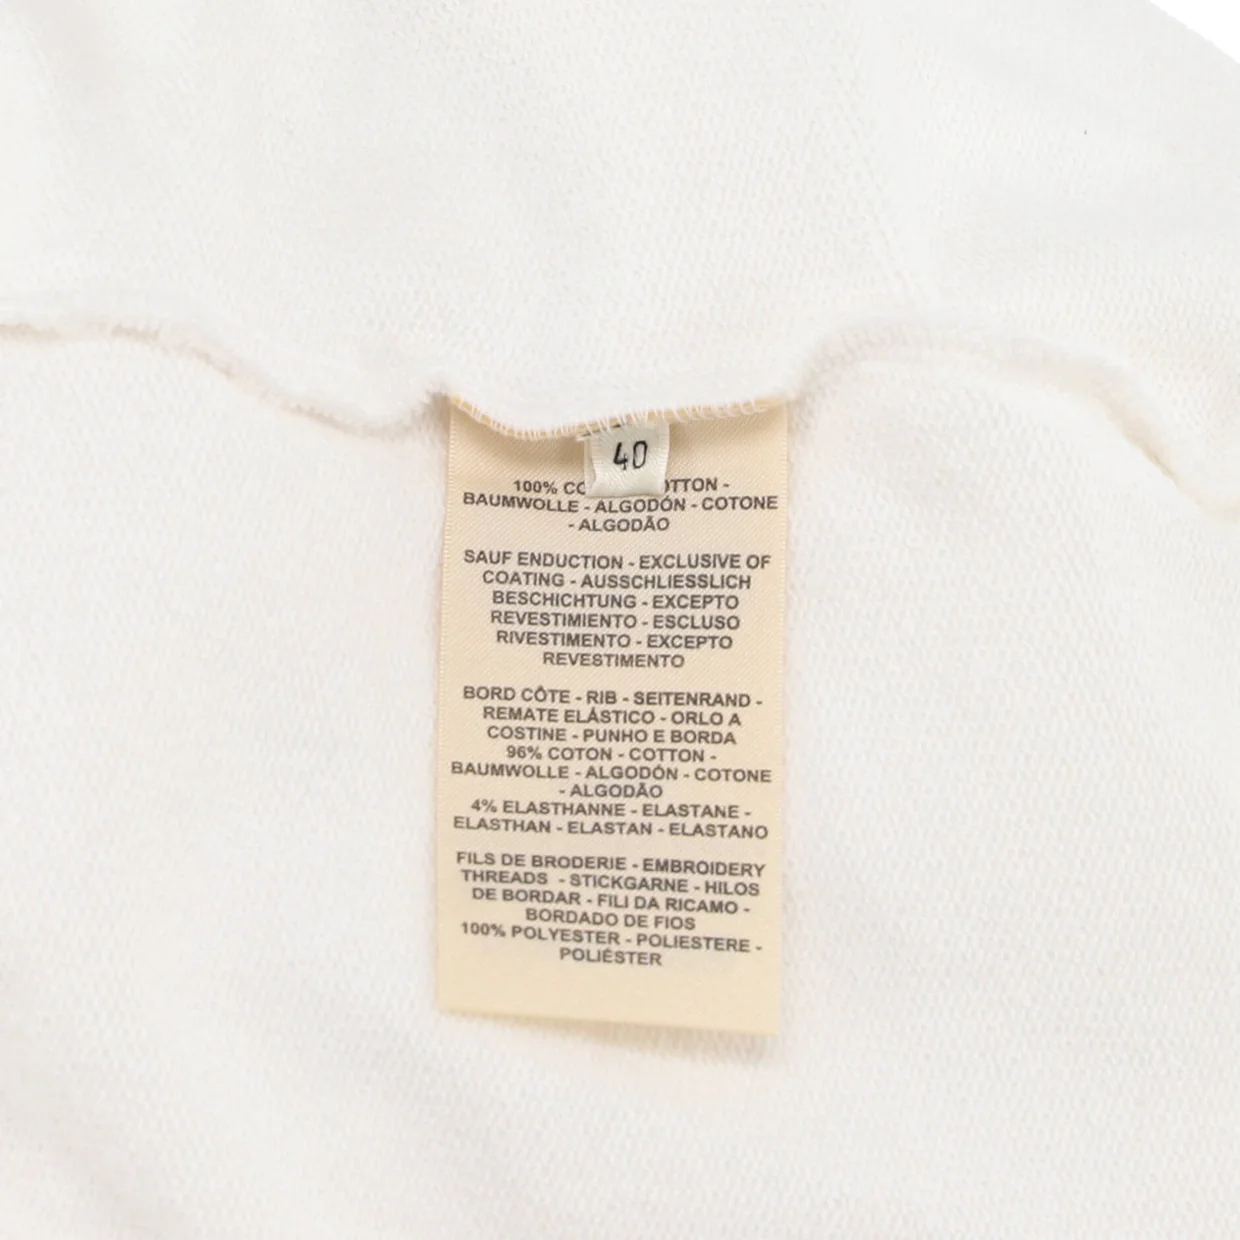 40
100% CO OTTON -
BAUMWOLLE - ALGODÓN - COTONE
- ALGODÃO
SAUF ENDUCTION - EXCLUSIVE OF
COATING - AUSSCHLIESSLICH
BESCHICHTUNG - EXCEPTO
REVESTIMIENTO - ESCLUSO
RIVESTIMENTO - EXCEPTO
REVESTIMENTO
BORD CÔTE - RIB - SEITENRAND -
REMATE ELÁSTICO - ORLO A
COSTINE - PUNHO E BORDA
96% COTON - COTTON -
BAUMWOLLE - ALGODÓN - COTONE
- ALGODÃO
4% ELASTHANNE - ELASTANE -
ELASTHAN - ELASTAN - ELASTANO
FILS DE BRODERIE - EMBROIDERY
THREADS - STICKGARNE - HILOS
DE BORDAR - FILI DA RICAMO -
BORDADO DE FIOS
100% POLYESTER - POLIESTERE -
POLIÉSTER